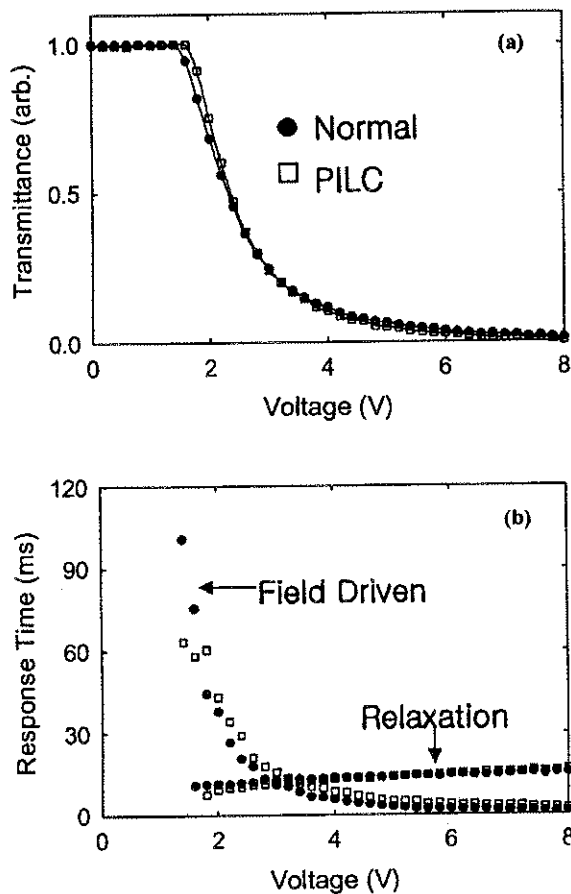 (a)
1.0
0.5
0.0
Transmittance (arb.)
Normal
PILC
0 2 4 6 8
Voltage (V)
(b)
120
90
60
30
0
Response Time (ms)
Field Driven
Relaxation
0 2 4 6 8
Voltage (V)